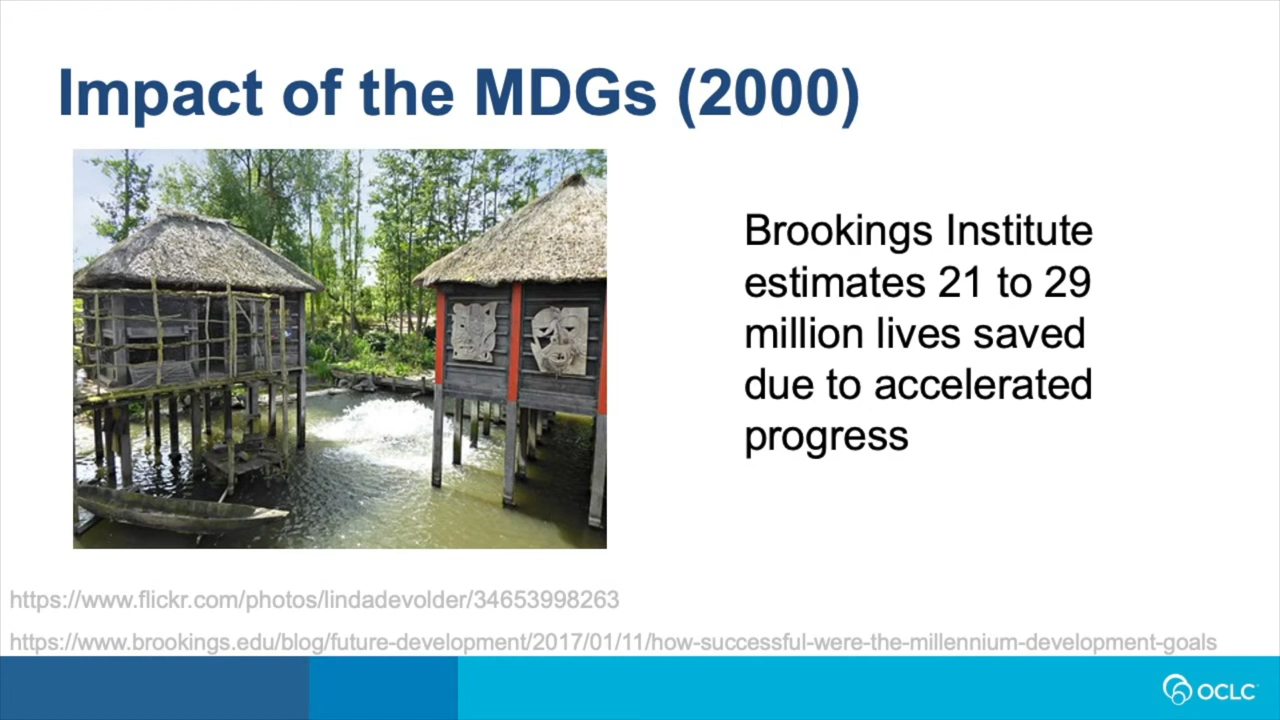 Impact of the MDGs (2000)
Brookings Institute
estimates 21 to 29
million lives saved
due to accelerated
progress
https://www.flickr.com/photos/lindadevolder/34653998263
https://www.brookings.edu/blog/future-development/2017/01/11/how-successful-were-the-millennium-development-goals
OCLC